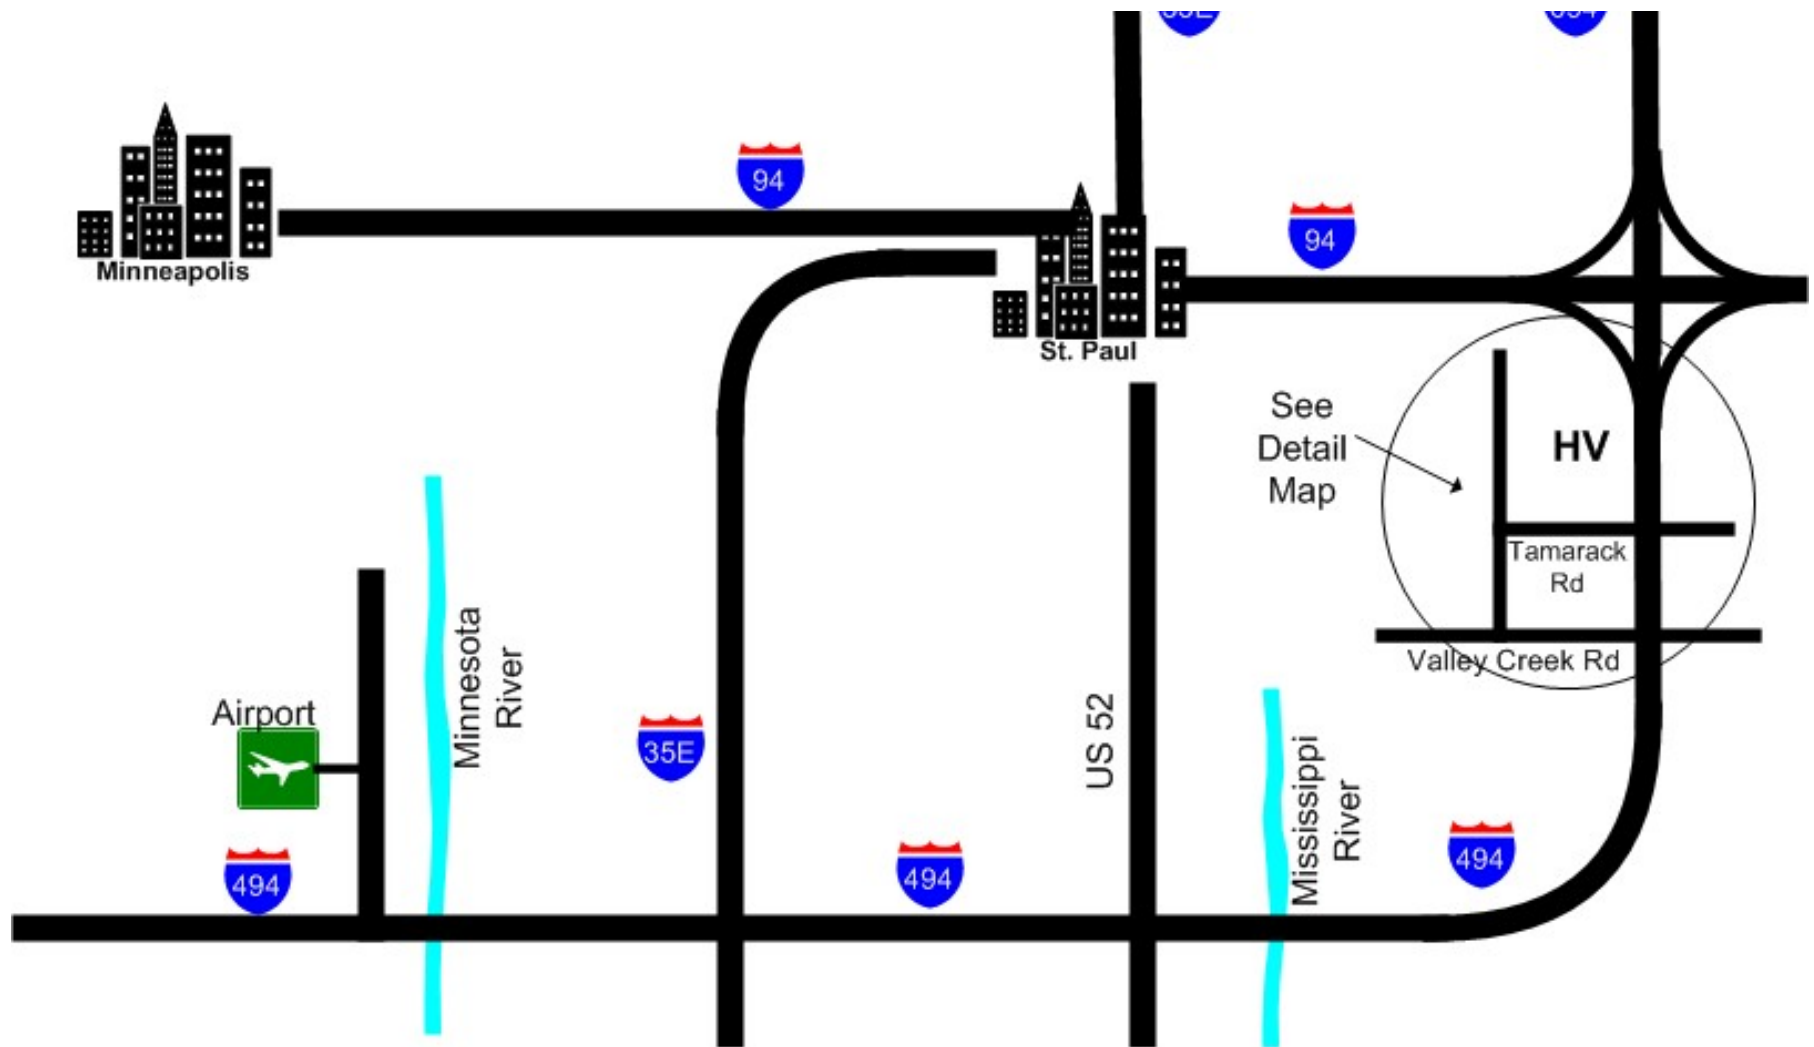 94
Minneapolis
94
St. Paul
See
Detail
Map
HV
Tamarack
Rd
Valley Creek Rd
Minnesota
River
Airport
35E
US 52
Mississippi
River
494
494
494